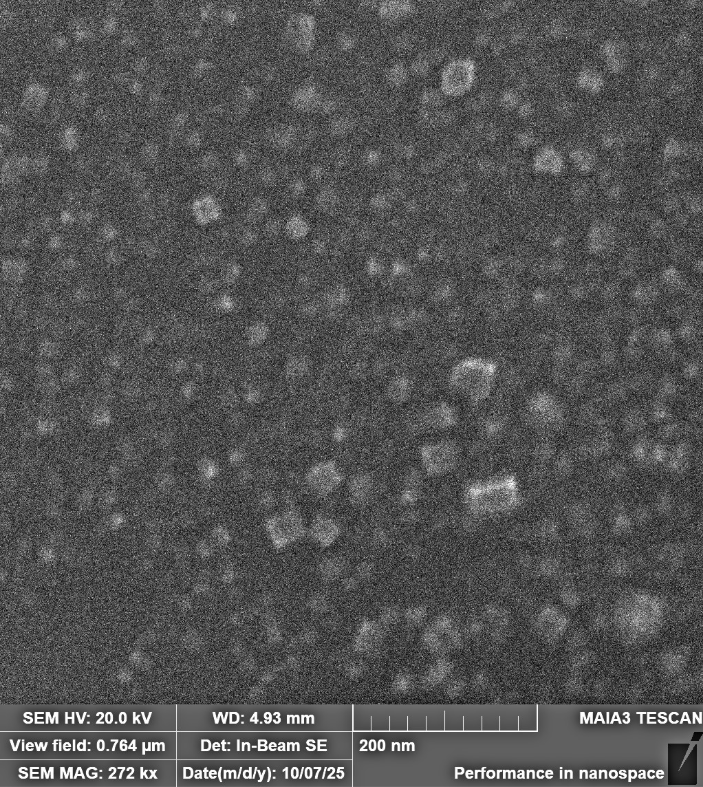 SEM HV: 20.0 kV
WD: 4.93 mm
MAIA3 TESCAN
View field: 0.764 µm
Det: In-Beam SE
200 nm
SEM MAG: 272 kx
Date(m/d/y): 10/07/25
Performance in nanospace